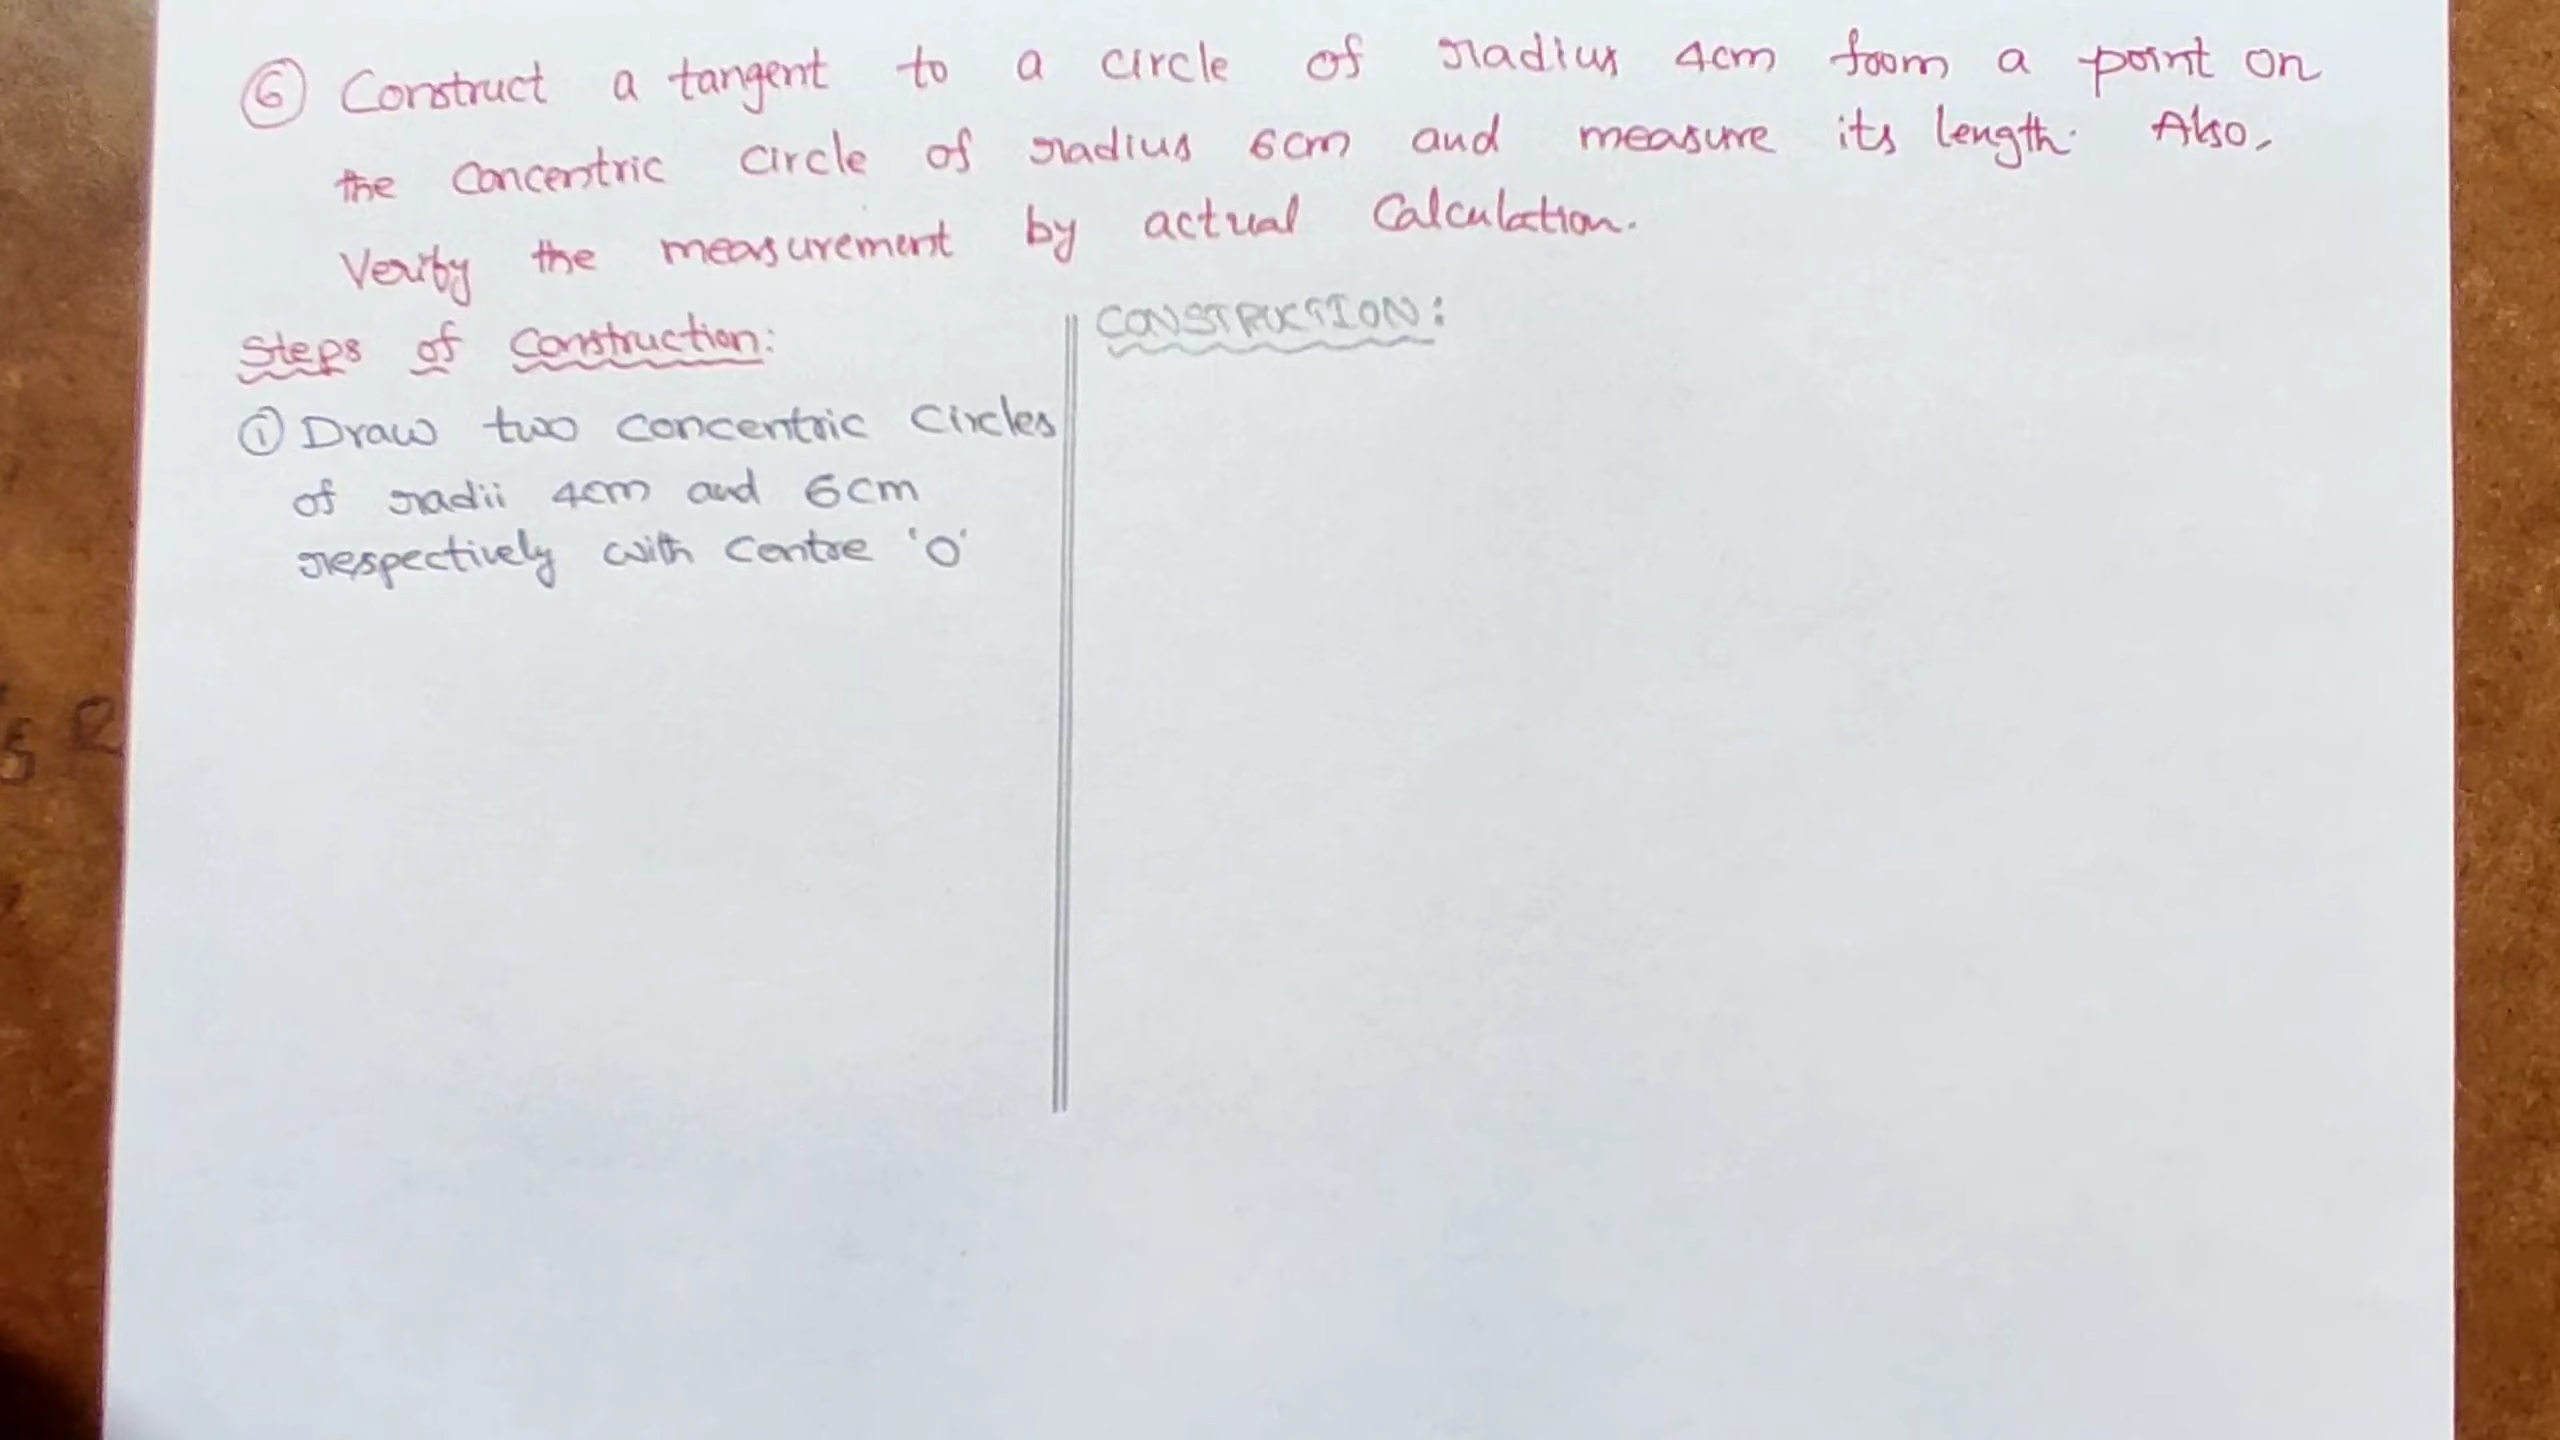 ⑥ Construct a tangent to a circle of radius 4cm from a point on
the concentric circle of radius 6cm and measure its length. Also,
Verify the measurement by actual Calculation.
Steps of Construction:
① Draw two concentric Circles
of radii 4cm and 6cm
respectively with Centre 'O'
CONSTRUCTION: